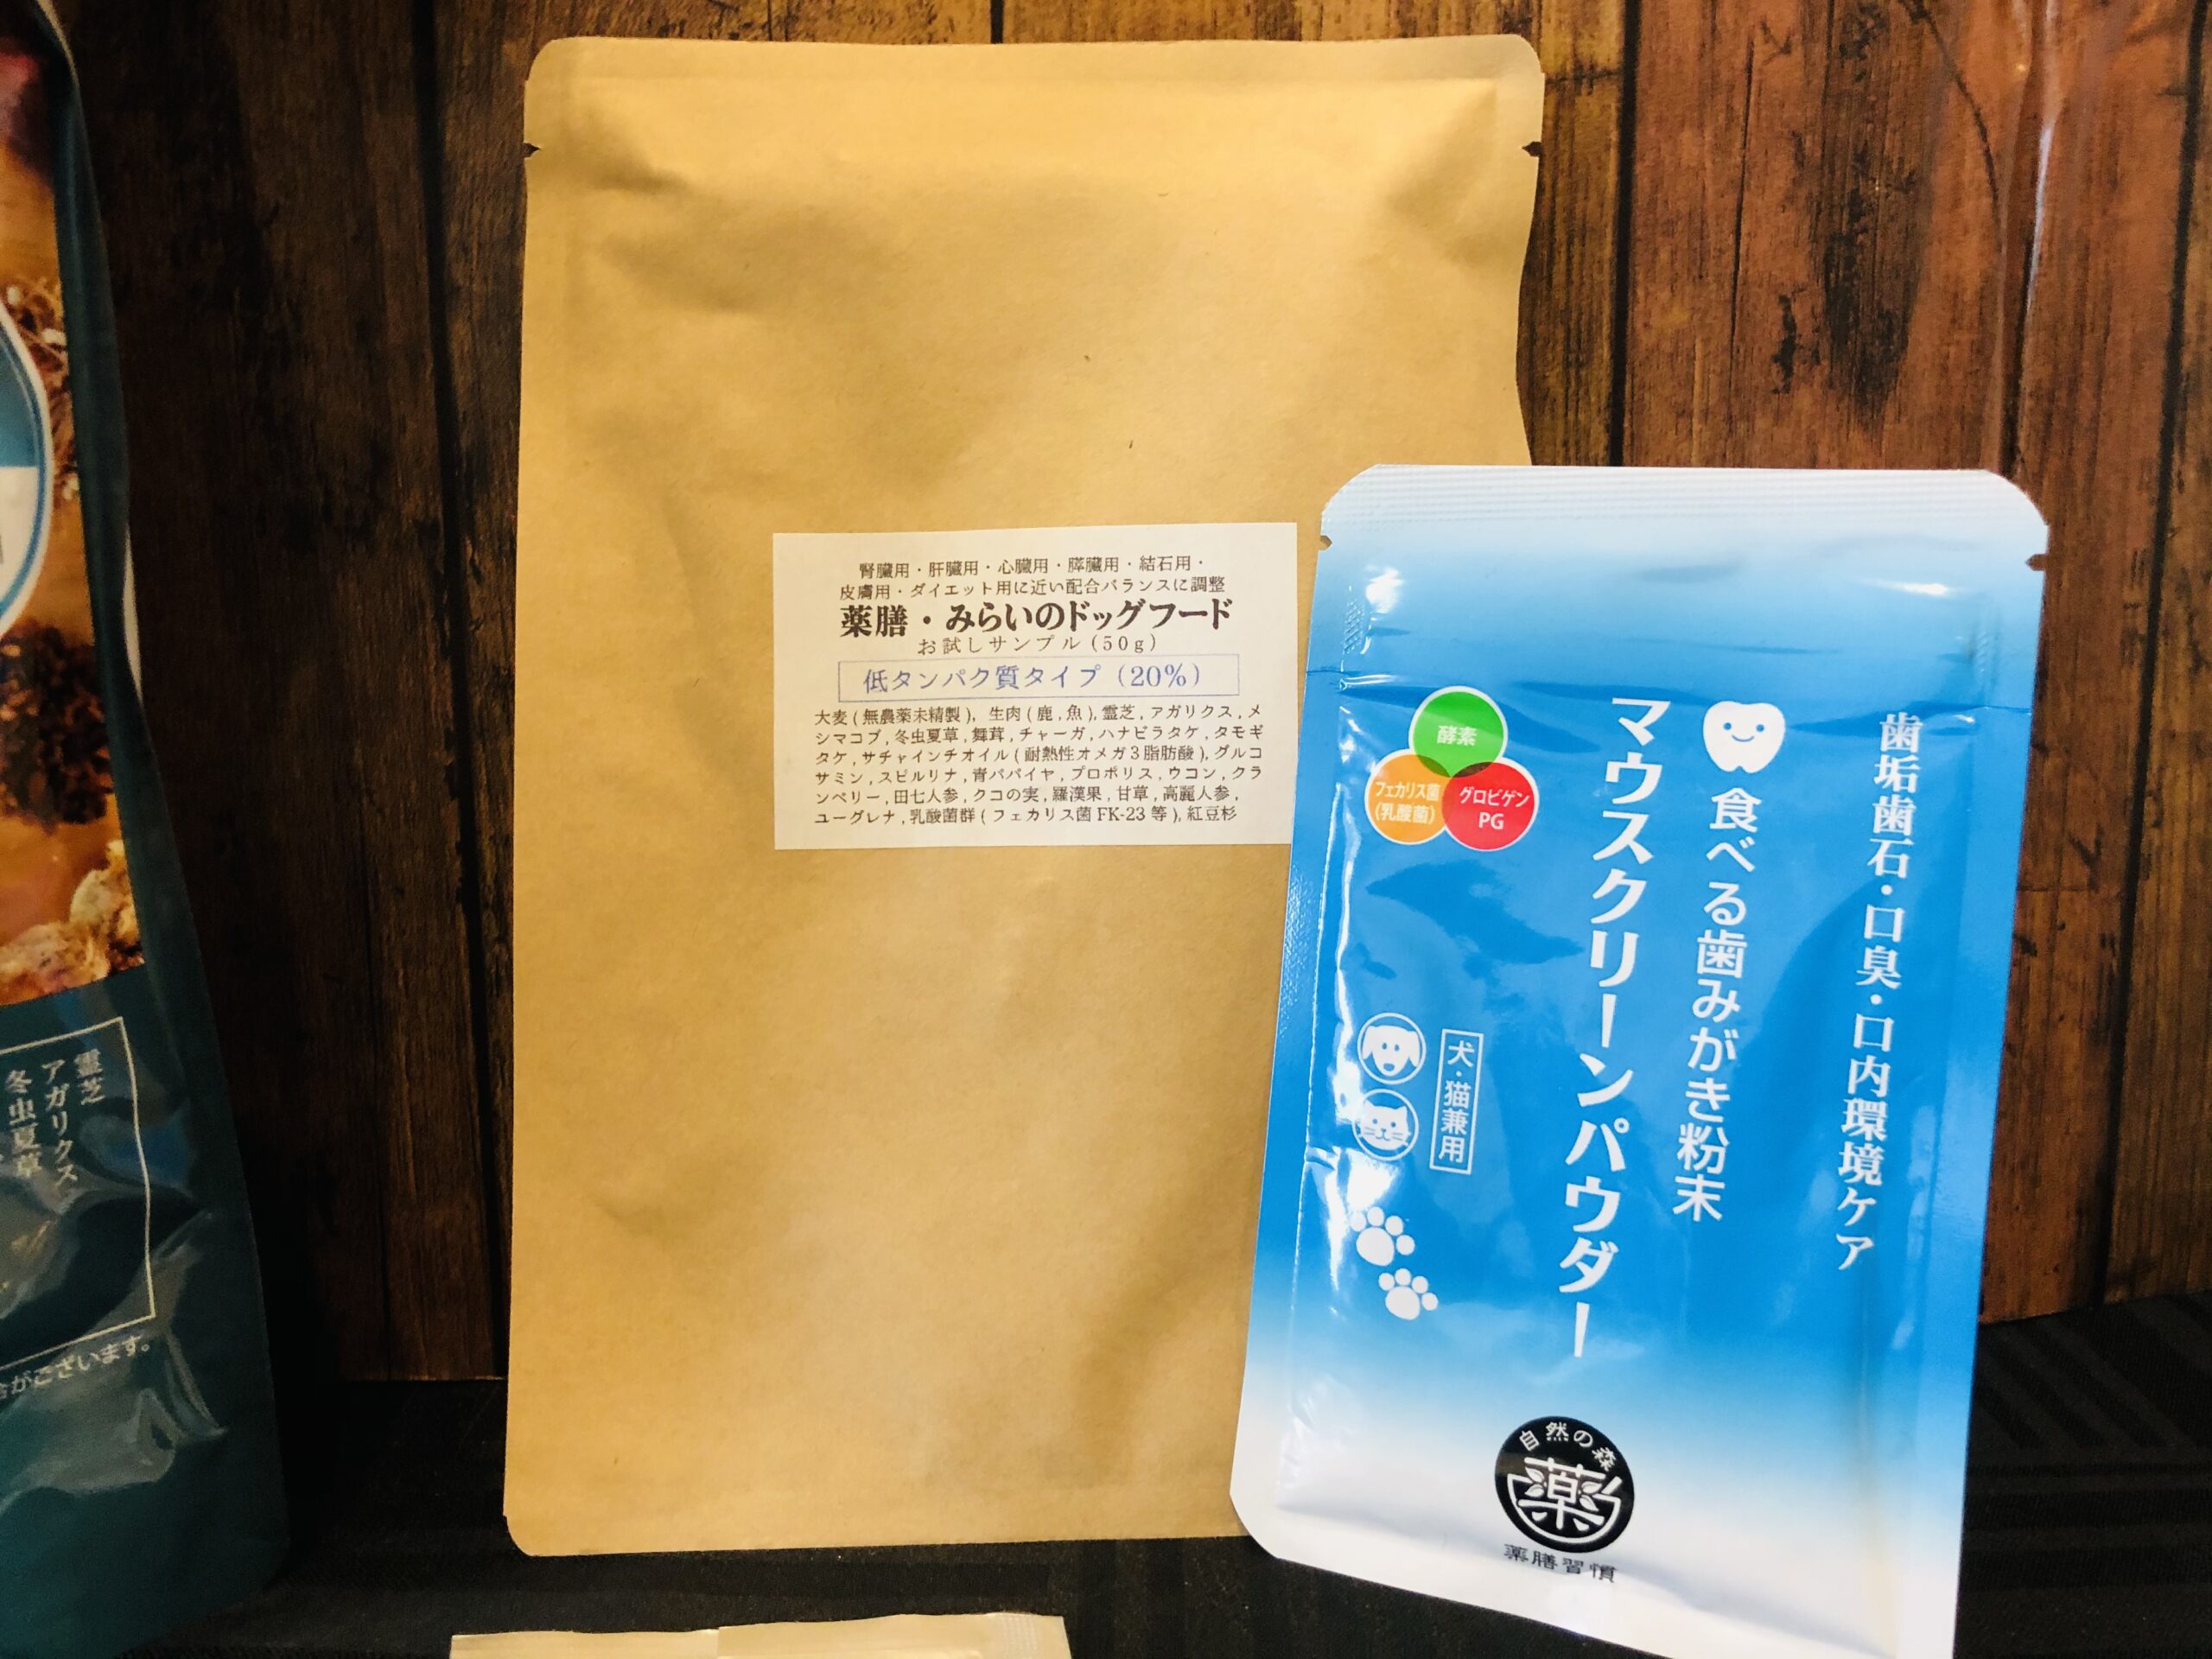 霊芝
アガリクス
冬虫夏草
がございます。
腎臓用・肝臓用・心臓用・膵臓用・結石用・
皮膚用・ダイエット用に近い配合バランスに調整
薬膳・みらいのドッグフード
お試しサンプル(50g)
低タンパク質タイプ(20%)
大麦(無農薬未精製), 生肉(鹿,魚),霊芝,アガリクス,メ
シマコブ,冬虫夏草,舞茸,チャーガ,ハナビラタケ,タモギ
タケ,サチャインチオイル(耐熱性オメガ3脂肪酸),グルコ
サミン,スピルリナ,青パパイヤ,プロポリス,ウコン,クラ
ンベリー,田七人参,クコの実,羅漢果,甘草,高麗人参,
ユーグレナ,乳酸菌群(フェカリス菌FK-23等),紅豆杉
歯垢歯石・口臭・口内環境ケア
食べる歯みがき粉末
マウスクリーンパウダー
酵素
フェカリス菌
(乳酸菌)
グロビゲン
PG
犬・猫兼用
自然の森
薬
薬膳習慣